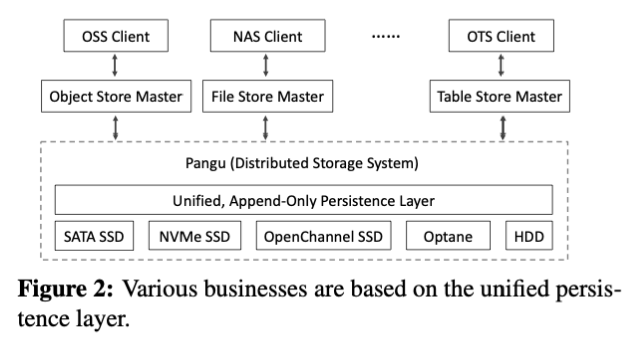 OSS Client NAS Client ...... OTS Client
Object Store Master File Store Master Table Store Master
Pangu (Distributed Storage System)
Unified, Append-Only Persistence Layer
SATA SSD NVMe SSD OpenChannel SSD Optane HDD
Figure 2: Various businesses are based on the unified persis-
tence layer.